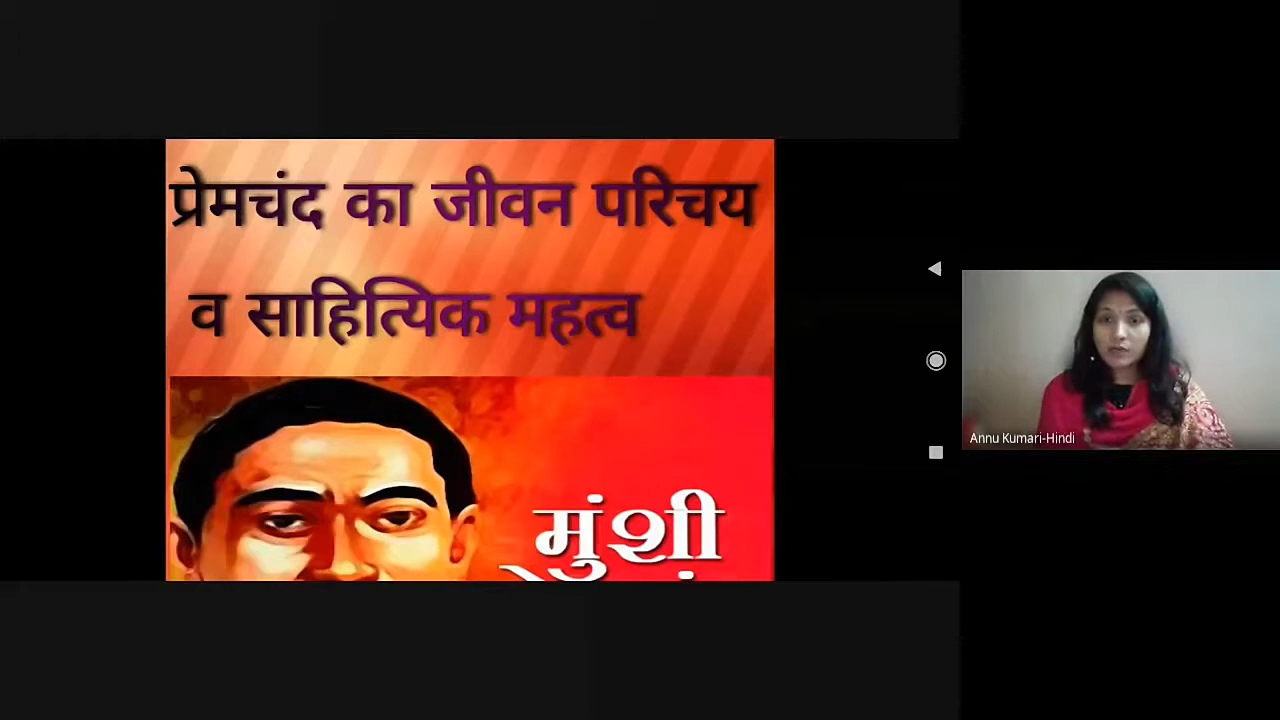 प्रेमचंद का जीवन परिचय
व साहित्यिक महत्व
मुंशी
Annu Kumari-Hindi